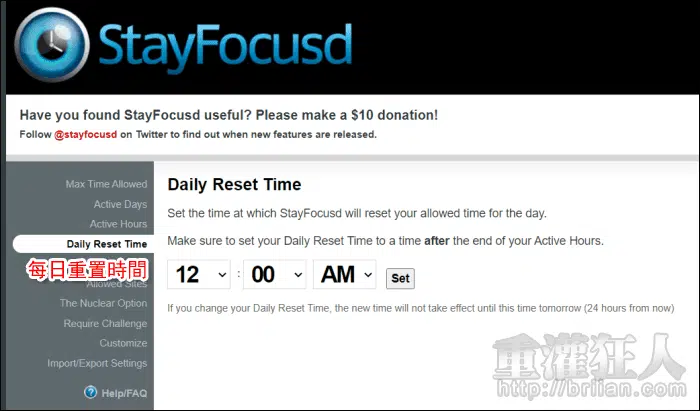 StayFocusd
Have you found StayFocusd useful? Please make a $10 donation!
Follow @stayfocusd on Twitter to find out when new features are released.
Max Time Allowed
Active Days
Active Hours
Daily Reset Time
每日重置時間
Allowed Sites
The Nuclear Option
Require Challenge
Customize
Import/Export Settings
Help/FAQ
Daily Reset Time
Set the time at which StayFocusd will reset your allowed time for the day.
Make sure to set your Daily Reset Time to a time after the end of your Active Hours.
12 : 00 AM Set
If you change your Daily Reset Time, the new time will not take effect until this time tomorrow (24 hours from now)
重灌狂人
http://briian.com